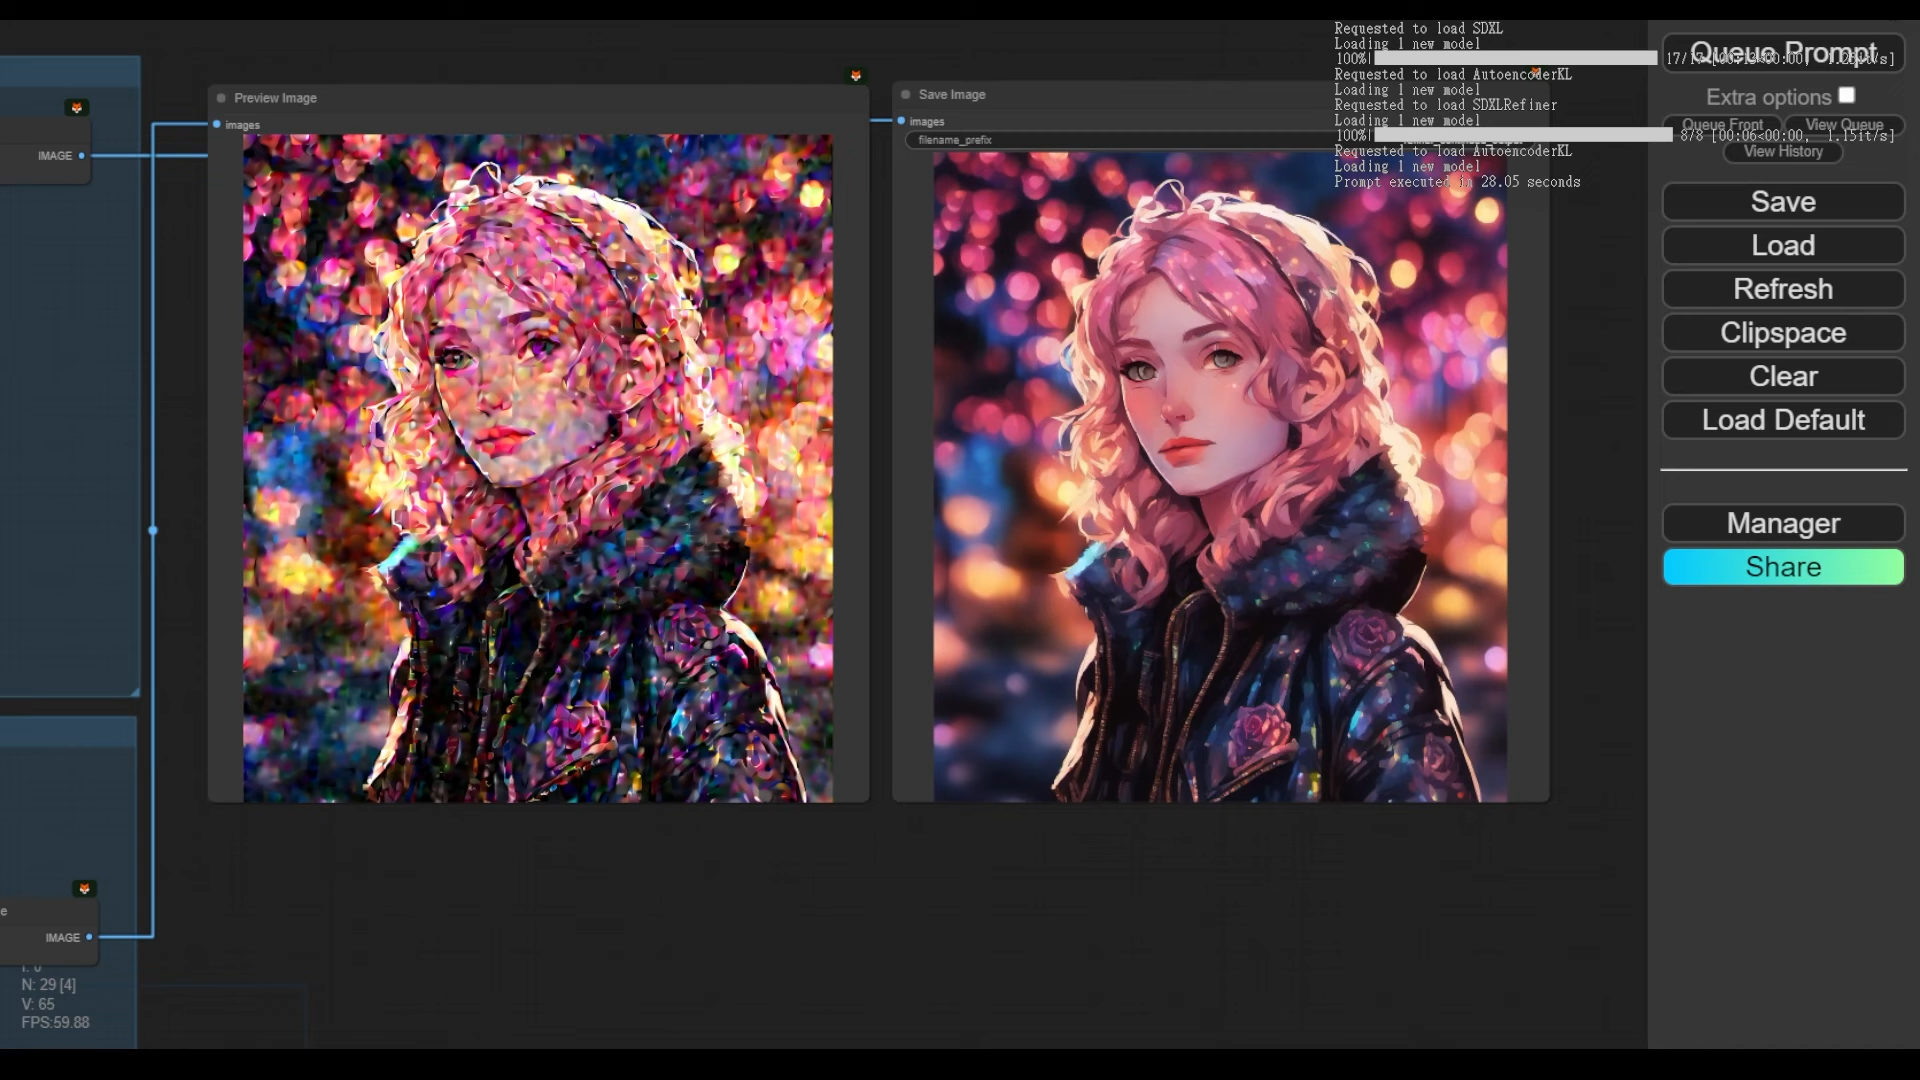 Requested to load SDXL
Loading 1 new model
100%|
Requested to load AutoencoderKL
Loading 1 new model
Requested to load SDXLRefiner
Loading 1 new model
100%| 8/8 [00:06<00:00, 1.15it/s]
Requested to load AutoencoderKL
Loading 1 new model
Prompt executed in 28.05 seconds
Preview Image
images
Save Image
images
filename_prefix
IMAGE
IMAGE
N: 29 [4]
V: 65
FPS:59.88
Queue Prompt
Extra options
Queue Front
View Queue
View History
Save
Load
Refresh
Clipspace
Clear
Load Default
Manager
Share